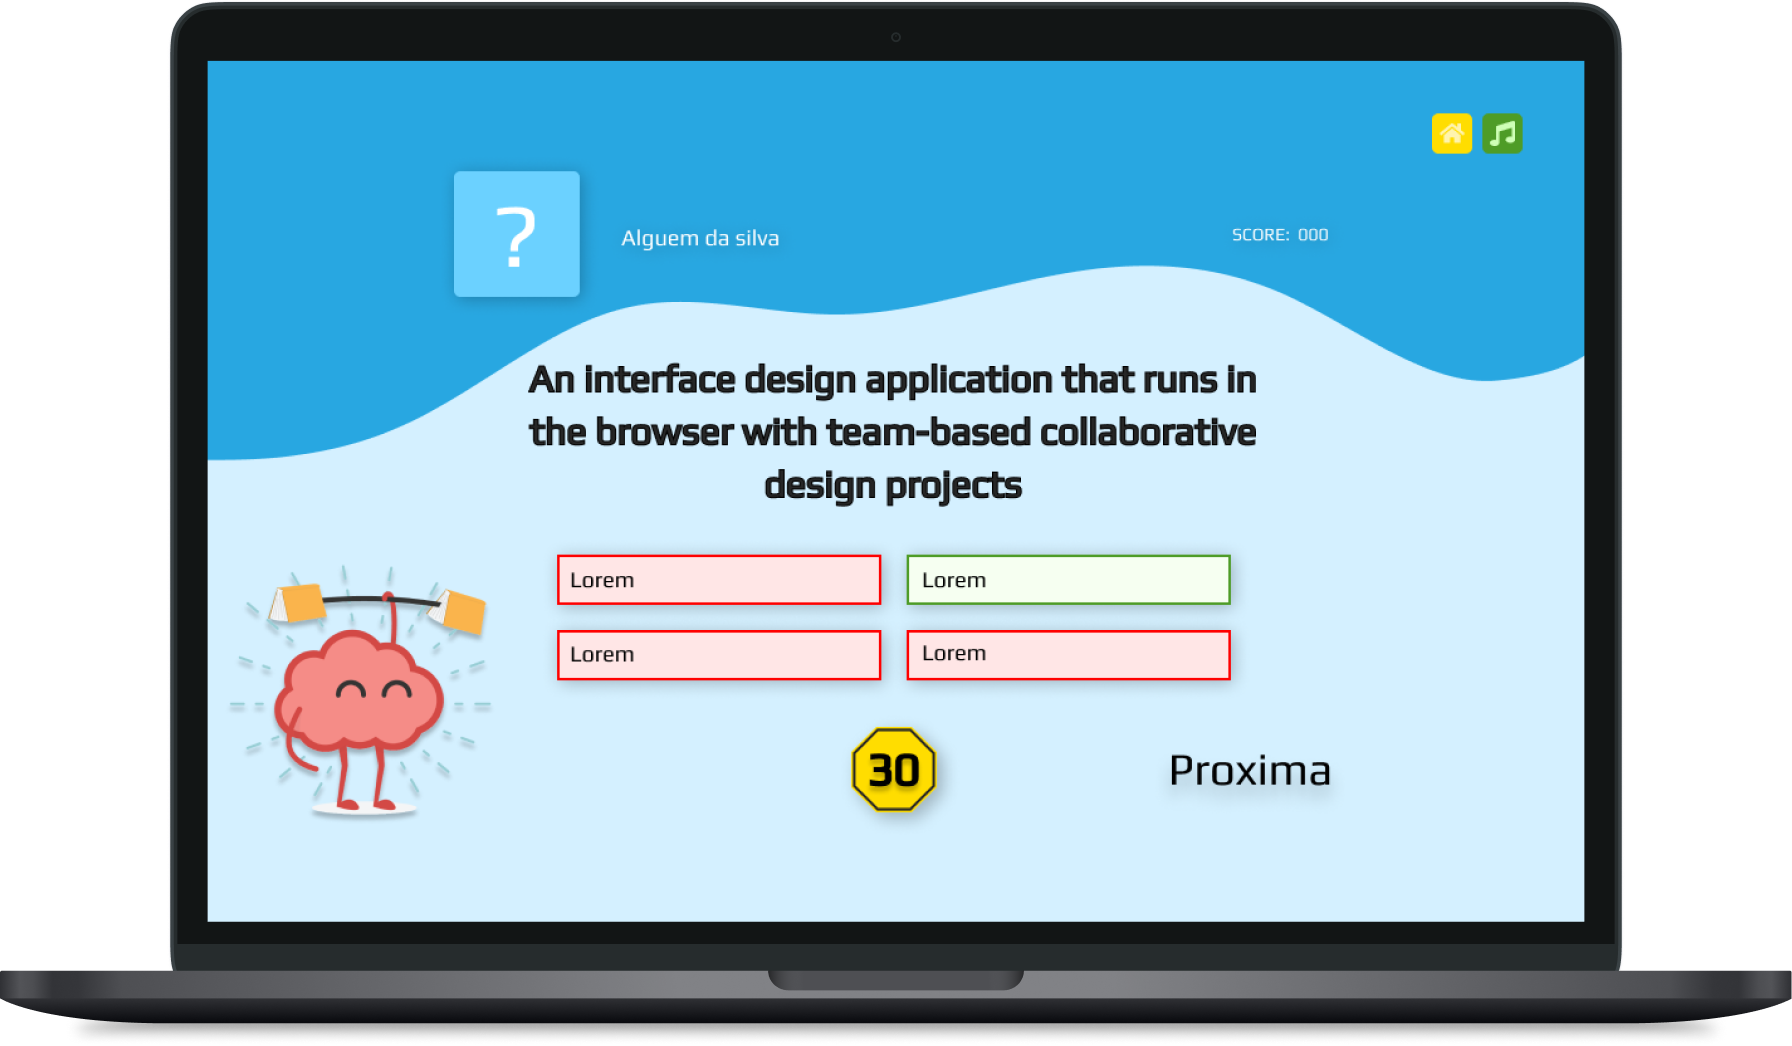 ?
Alguem da silva
SCORE: 000
An interface design application that runs in
the browser with team-based collaborative
design projects
Lorem
Lorem
Lorem
Lorem
30
Proxima